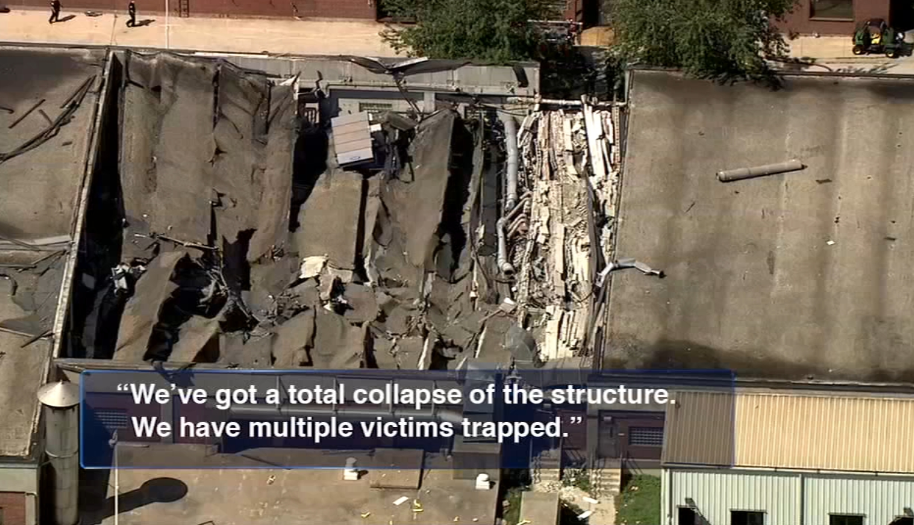 “We’ve got a total collapse of the structure.
We have multiple victims trapped.”